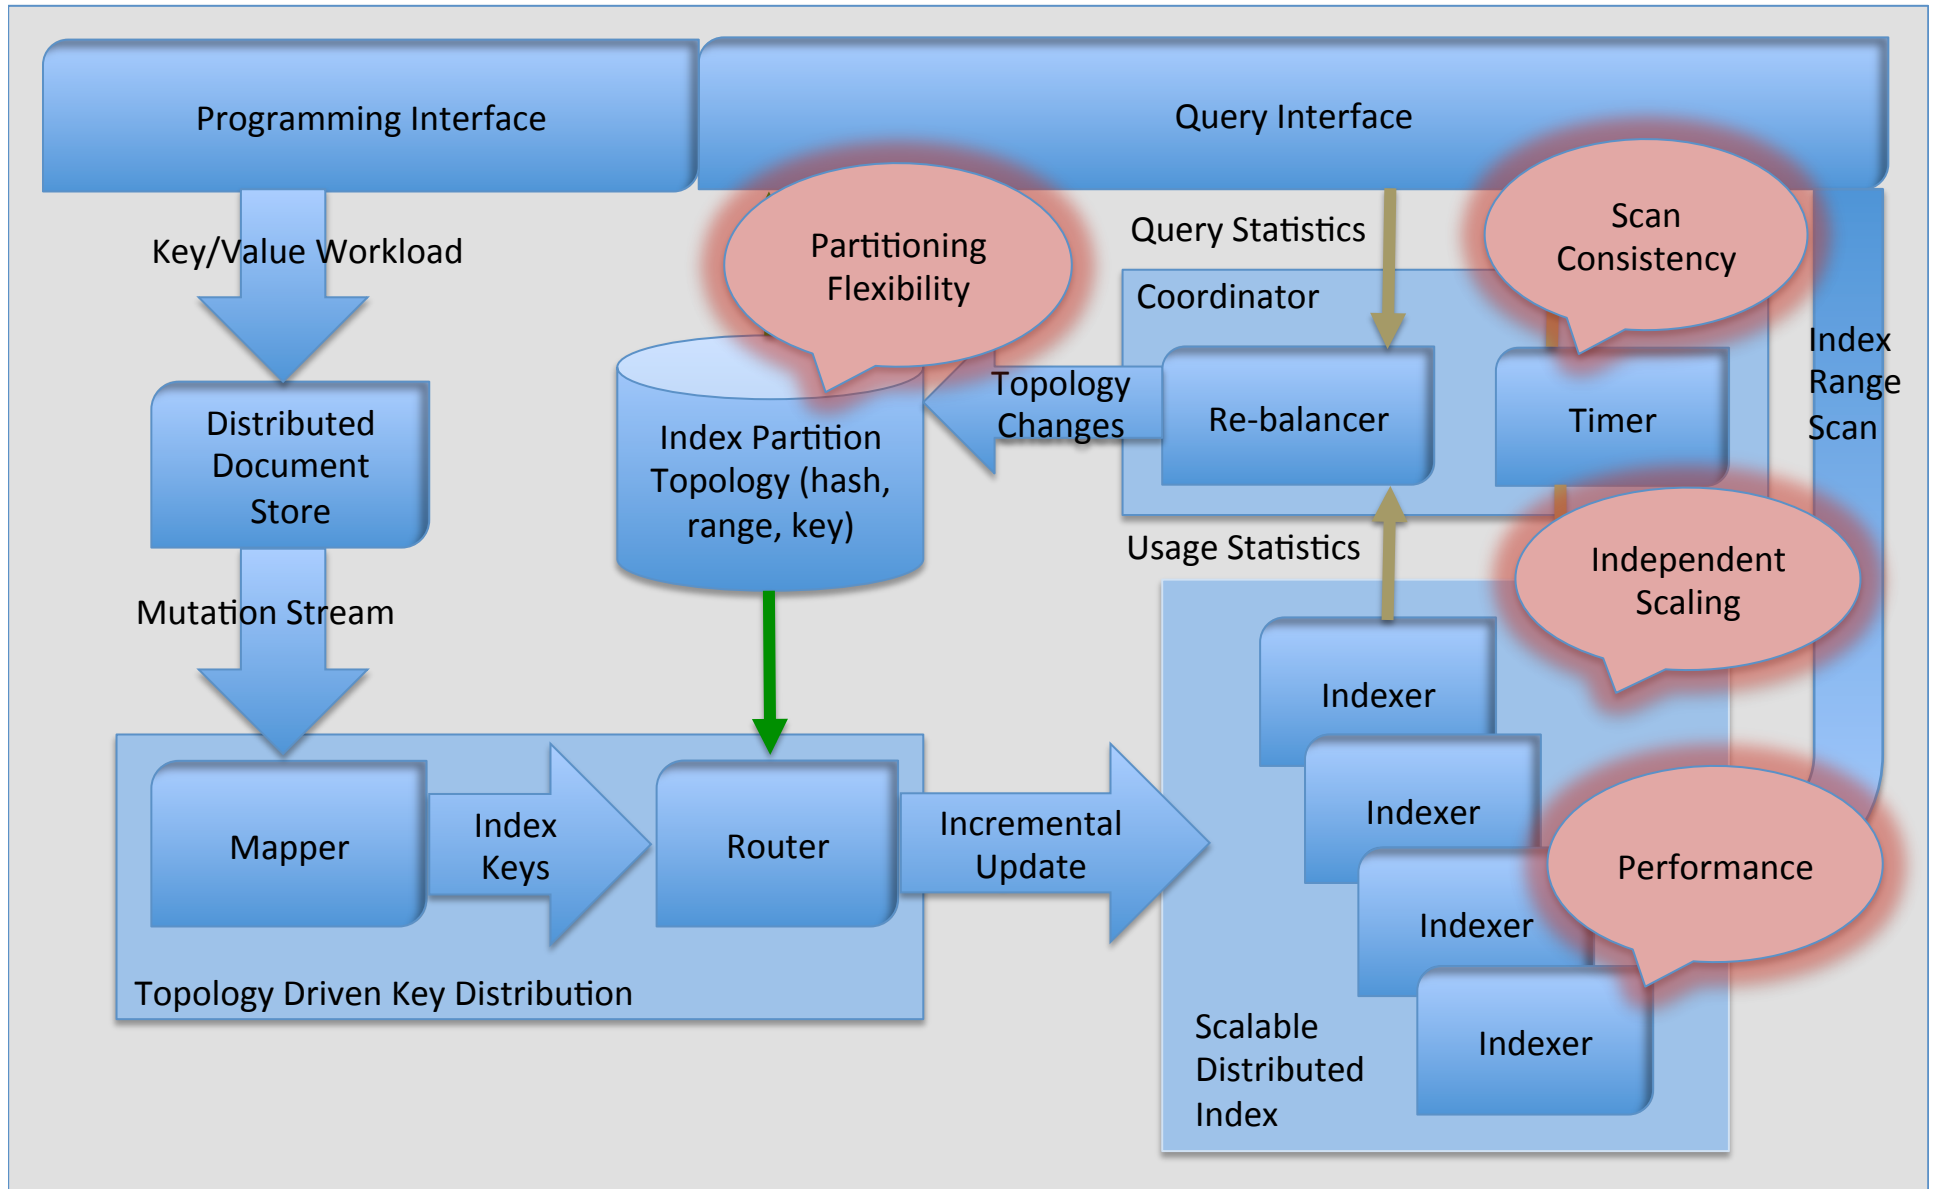 Programming Interface
Query Interface
Key/Value Workload
Partitioning
Flexibility
Query Statistics
Scan
Consistency
Coordinator
Index
Range
Scan
Distributed
Document
Store
Index Partition
Topology (hash,
range, key)
Topology
Changes
Re-balancer
Timer
Usage Statistics
Independent
Scaling
Mutation Stream
Indexer
Indexer
Indexer
Indexer
Performance
Mapper
Index
Keys
Router
Incremental
Update
Topology Driven Key Distribution
Scalable
Distributed
Index